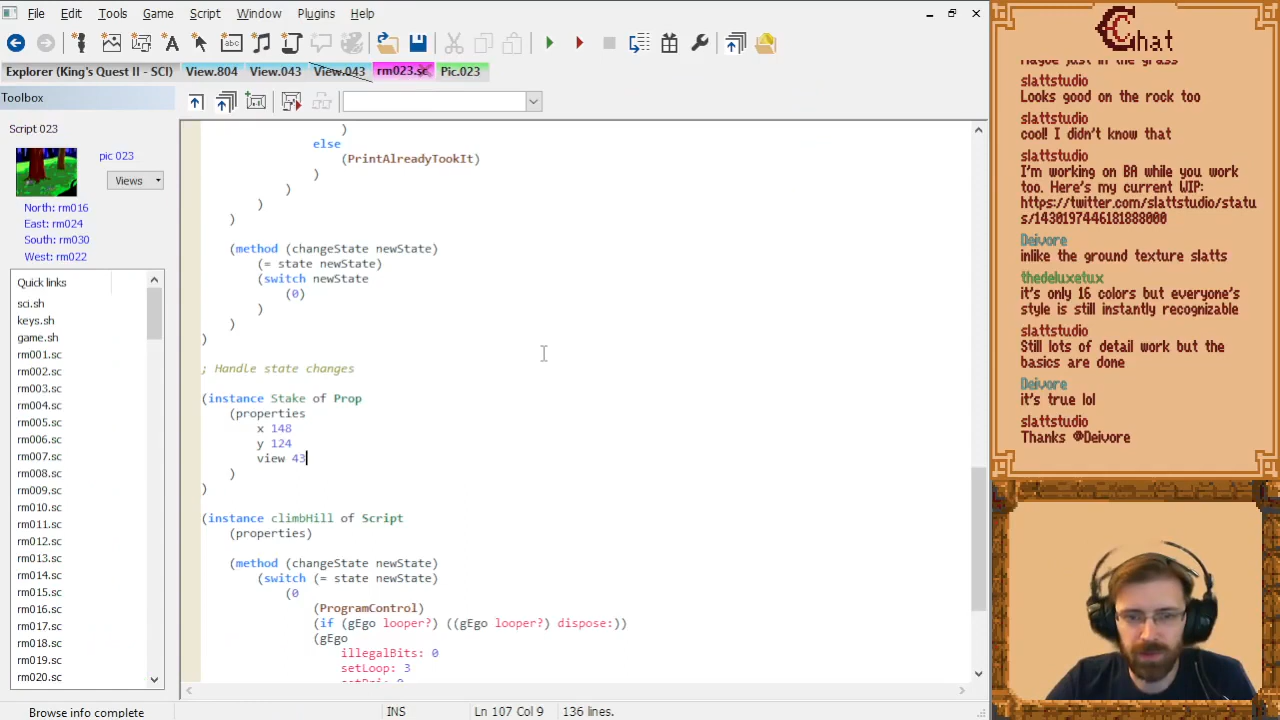 File Edit Tools Game Script Window Plugins Help
Explorer (King's Quest II - SCI) View.804 View.043 View.043 rm023.sc Pic.023
Toolbox
Script 023
pic 023
Views
North: rm016
East: rm024
South: rm030
West: rm022
Quick links
sci.sh
keys.sh
game.sh
rm001.sc
rm002.sc
rm003.sc
rm004.sc
rm005.sc
rm006.sc
rm007.sc
rm008.sc
rm009.sc
rm010.sc
rm011.sc
rm012.sc
rm013.sc
rm014.sc
rm015.sc
rm016.sc
rm017.sc
rm018.sc
rm019.sc
rm020.sc
)
else
(PrintAlreadyTookIt)
)
)
)
)
(method (changeState newState)
(= state newState)
(switch newState
(0)
)
)
)
; Handle state changes
(instance Stake of Prop
(properties
x 148
y 124
view 43
)
)
(instance climbHill of Script
(properties)
(method (changeState newState)
(switch (= state newState)
(0
(ProgramControl)
(if (gEgo looper?) ((gEgo looper?) dispose:))
(gEgo
illegalBits: 0
setLoop: 3
Browse info complete
INS
Ln 107 Col 9
136 lines.
Chat
Maybe just in the grass
slattstudio
Looks good on the rock too
slattstudio
cool! I didn't know that
slattstudio
I'm working on BA while you work
too. Here's my current WIP:
https://twitter.com/slattstudio/statu
s/1430197446181888000
Deivore
inlike the ground texture slatts
thedeluxetux
it's only 16 colors but everyone's
style is still instantly recognizable
slattstudio
Still lots of detail work but the
basics are done
Deivore
it's true lol
slattstudio
Thanks @Deivore